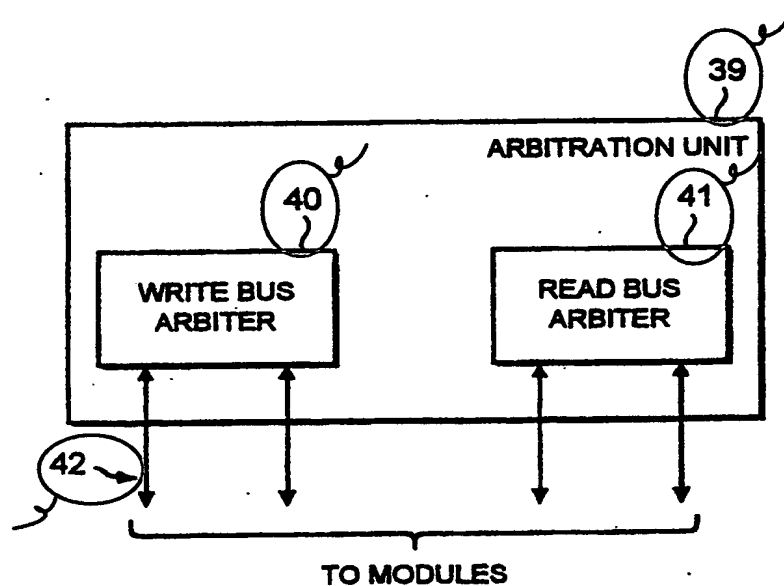 39
ARBITRATION UNIT
40
41
WRITE BUS
ARBITER
READ BUS
ARBITER
42
TO MODULES